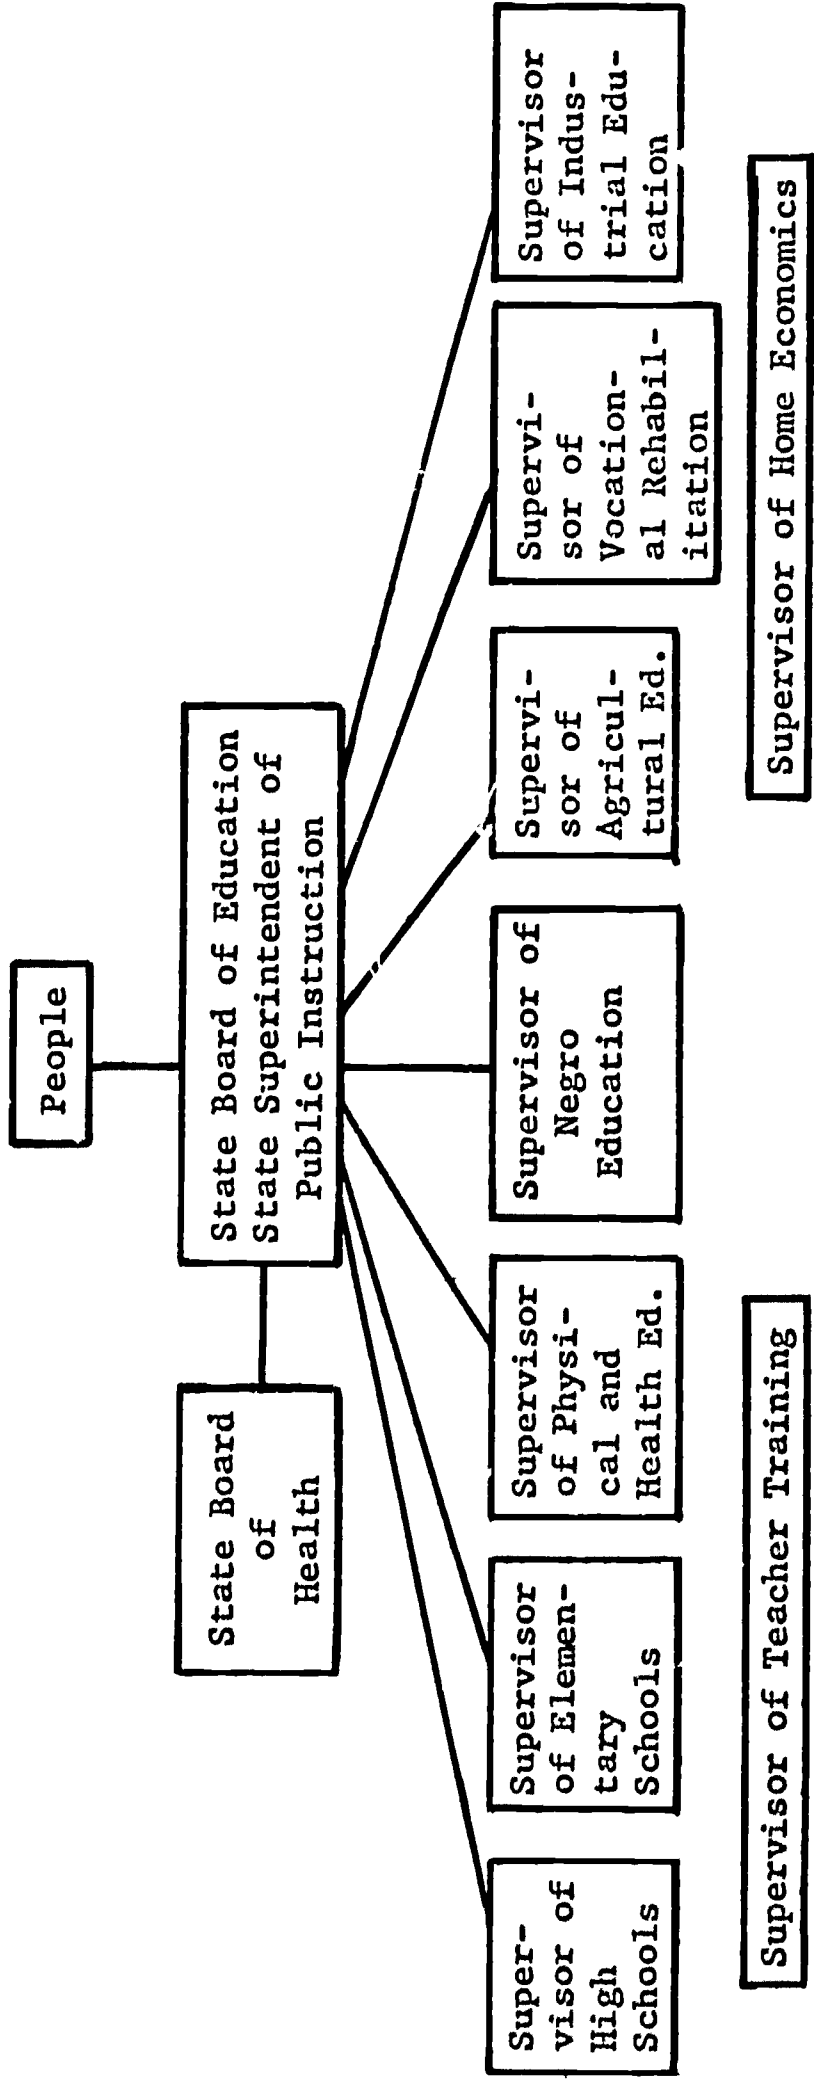 People
State Board
of
Health
State Board of Education
State Superintendent of
Public Instruction
Super-
visor of
High
Schools
Supervisor
of Elemen-
tary
Schools
Supervisor
of Physi-
cal and
Health Ed.
Supervisor of
Negro
Education
Supervi-
sor of
Agricul-
tural Ed.
Supervi-
sor of
Vocation-
al Rehabil-
itation
Supervisor
of Indus-
trial Edu-
cation
Supervisor of Teacher Training
Supervisor of Home Economics